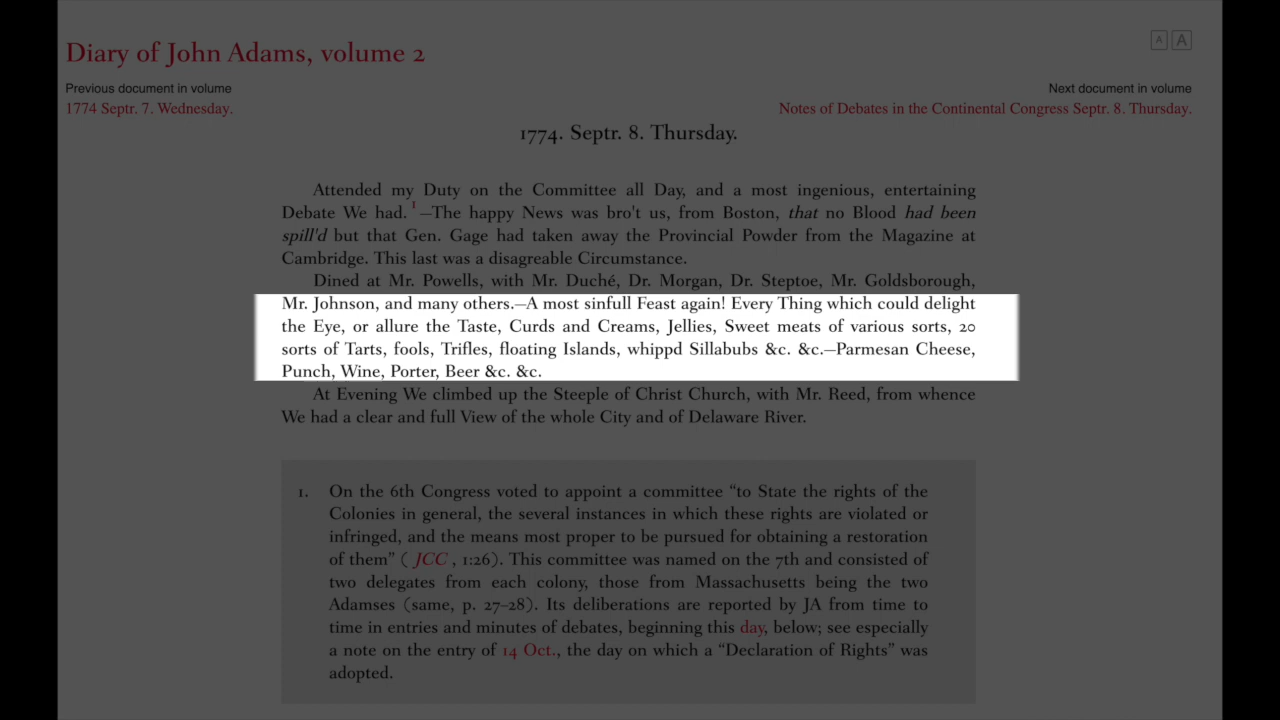 A A
Diary of John Adams, volume 2
Previous document in volume
Next document in volume
1774 Septr. 7. Wednesday.
Notes of Debates in the Continental Congress Septr. 8. Thursday.
1774. Septr. 8. Thursday.
Attended my Duty on the Committee all Day, and a most ingenious, entertaining
Debate We had.1—The happy News was bro't us, from Boston, that no Blood had been
spill'd but that Gen. Gage had taken away the Provincial Powder from the Magazine at
Cambridge. This last was a disagreable Circumstance.
Dined at Mr. Powells, with Mr. Duché, Dr. Morgan, Dr. Steptoe, Mr. Goldsborough,
Mr. Johnson, and many others.—A most sinfull Feast again! Every Thing which could delight
the Eye, or allure the Taste, Curds and Creams, Jellies, Sweet meats of various sorts, 20
sorts of Tarts, fools, Trifles, floating Islands, whippd Sillabubs &c. &c.—Parmesan Cheese,
Punch, Wine, Porter, Beer &c. &c.
At Evening We climbed up the Steeple of Christ Church, with Mr. Reed, from whence
We had a clear and full View of the whole City and of Delaware River.
1. On the 6th Congress voted to appoint a committee “to State the rights of the
Colonies in general, the several instances in which these rights are violated or
infringed, and the means most proper to be pursued for obtaining a restoration
of them” ( JCC , 1:26). This committee was named on the 7th and consisted of
two delegates from each colony, those from Massachusetts being the two
Adamses (same, p. 27–28). Its deliberations are reported by JA from time to
time in entries and minutes of debates, beginning this day, below; see especially
a note on the entry of 14 Oct., the day on which a “Declaration of Rights” was
adopted.